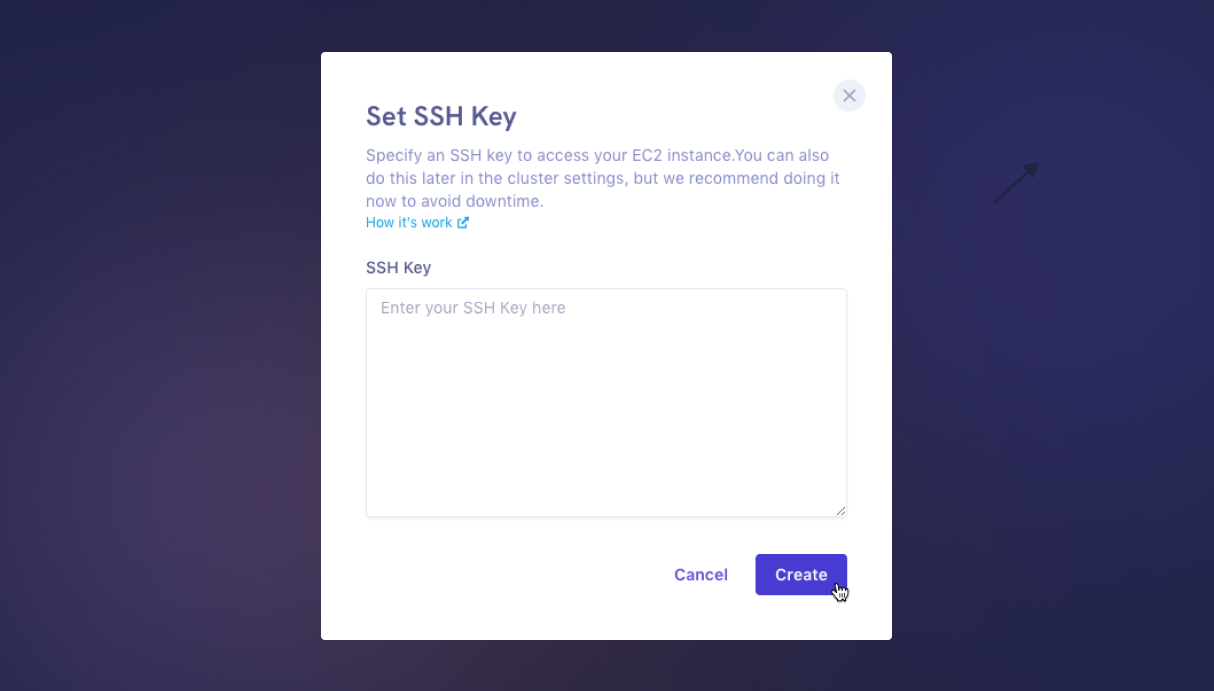 Set SSH Key
Specify an SSH key to access your EC2 instance.You can also
do this later in the cluster settings, but we recommend doing it
now to avoid downtime.
How it's work
SSH Key
Enter your SSH Key here
Cancel
Create